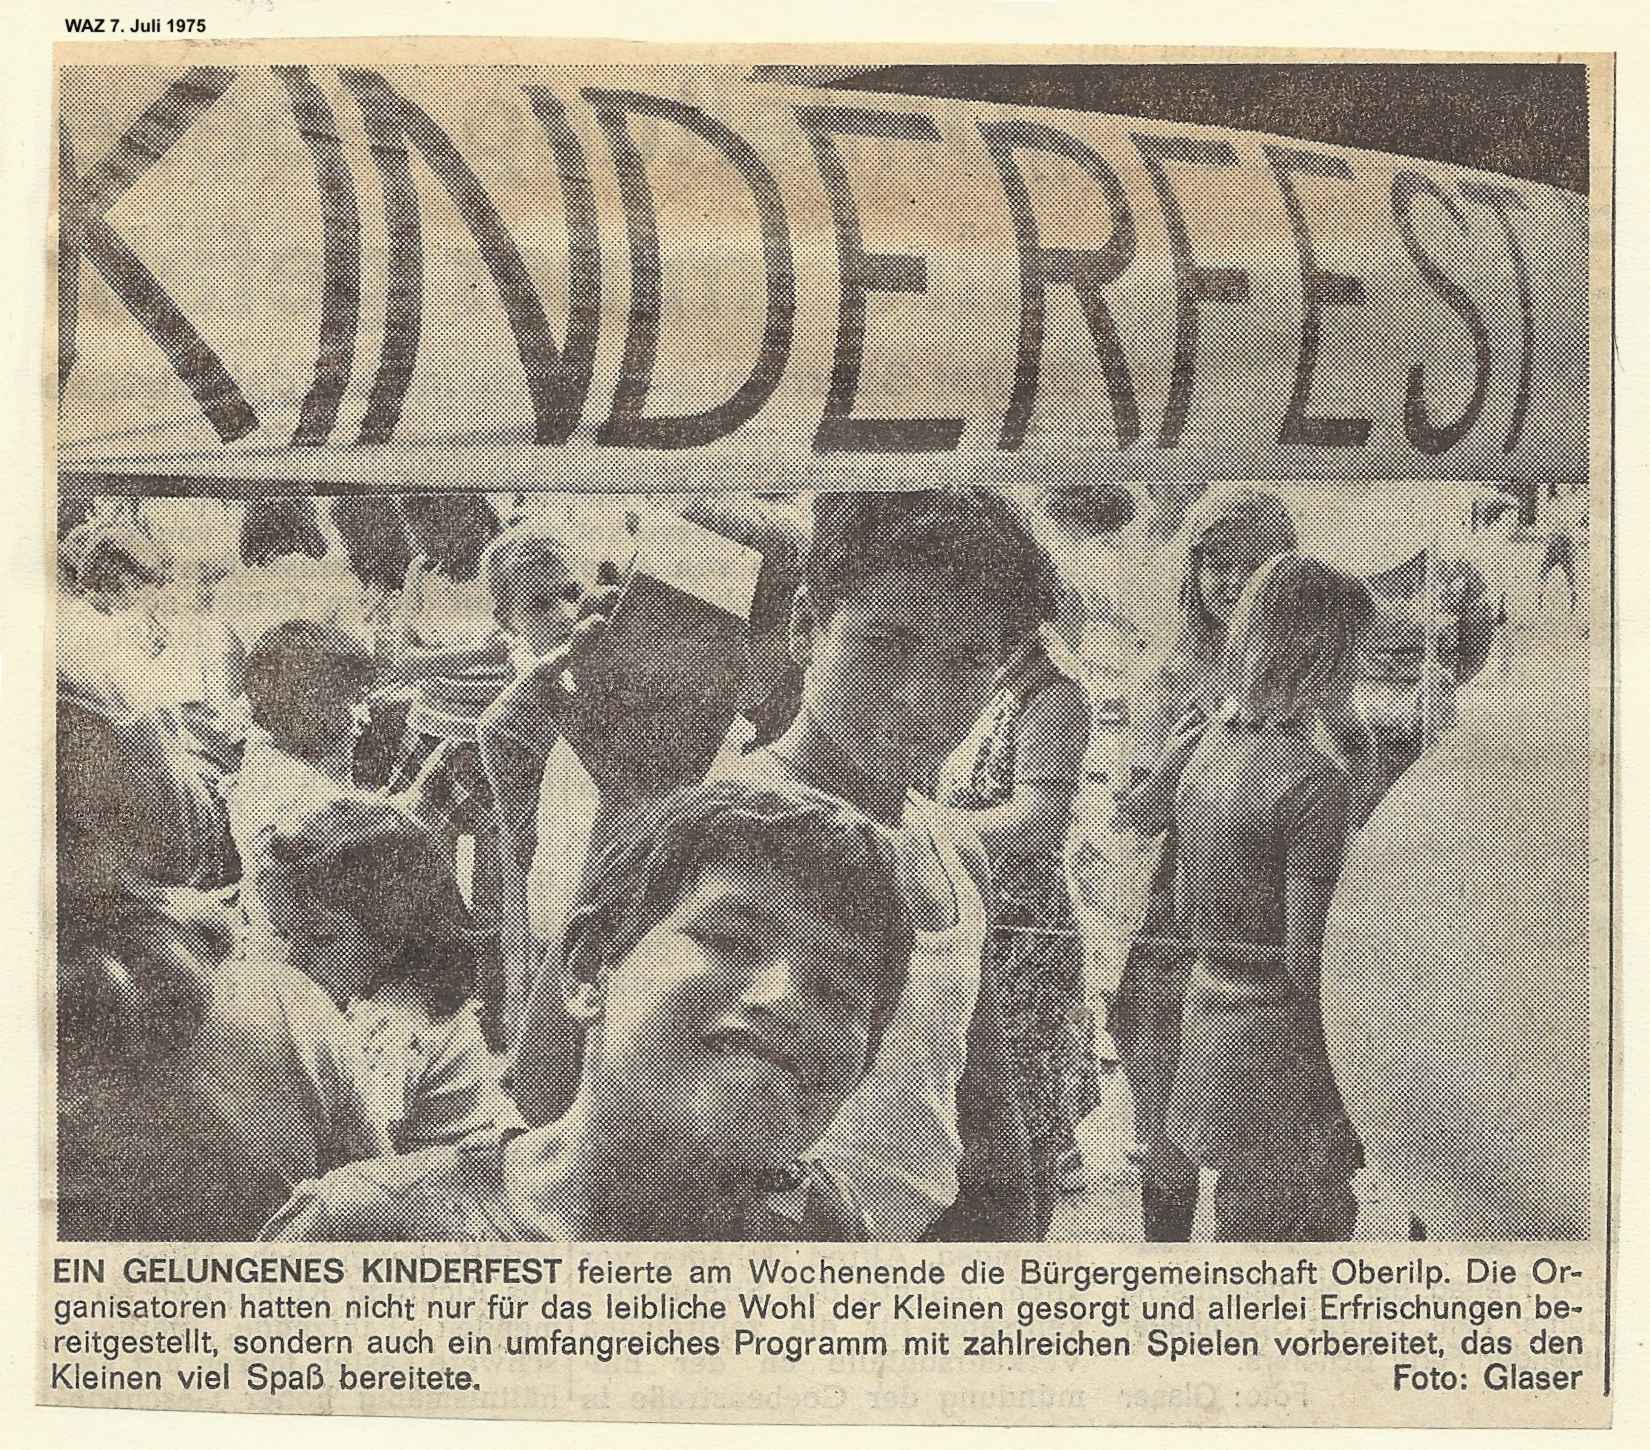 WAZ 7. Juli 1975
KINDERFEST
EIN GELUNGENES KINDERFEST feierte am Wochenende die Bürgergemeinschaft Oberilp. Die Or-
ganisatoren hatten nicht nur für das leibliche Wohl der Kleinen gesorgt und allerlei Erfrischungen be-
reitgestellt, sondern auch ein umfangreiches Programm mit zahlreichen Spielen vorbereitet, das den
Kleinen viel Spaß bereitete. Foto: Glaser